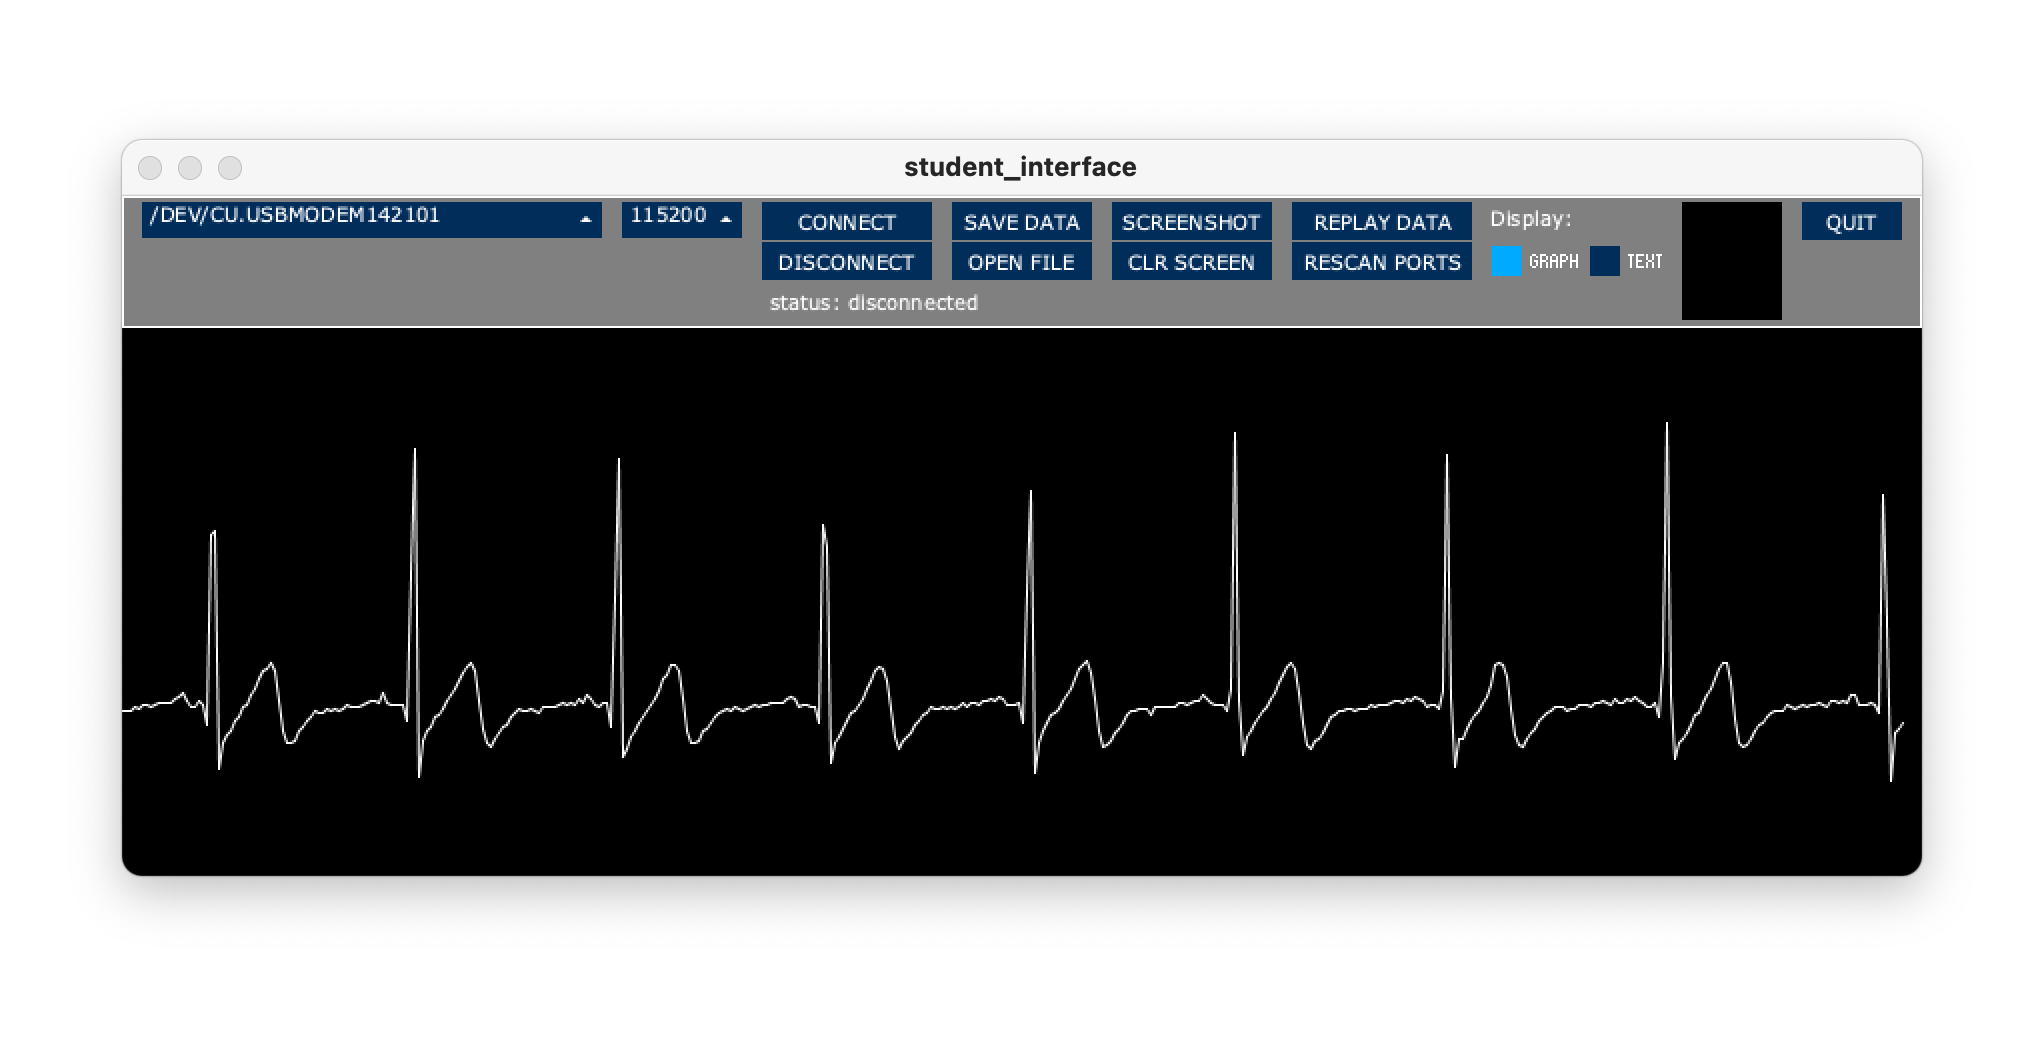 student_interface
/DEV/CU.USBMODEM142101
115200
CONNECT
SAVE DATA
SCREENSHOT
REPLAY DATA
Display:
QUIT
DISCONNECT
OPEN FILE
CLR SCREEN
RESCAN PORTS
GRAPH
TEXT
status: disconnected